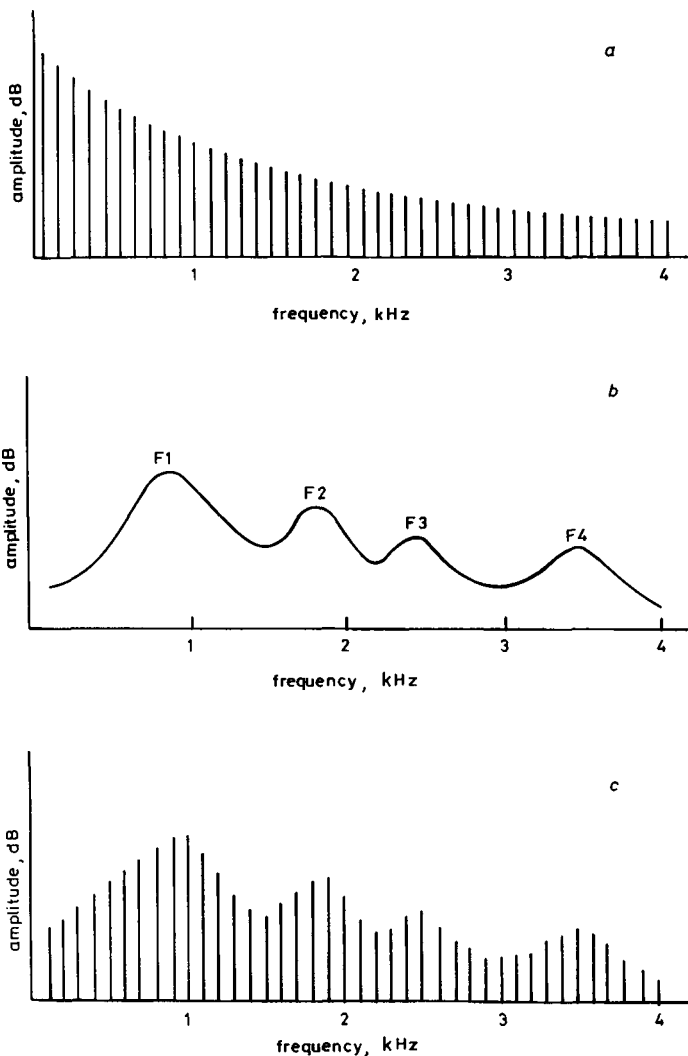 a
amplitude, dB
1 2 3 4
frequency, kHz
b
amplitude, dB
F1
F2
F3
F4
1 2 3 4
frequency, kHz
c
amplitude, dB
1 2 3 4
frequency, kHz